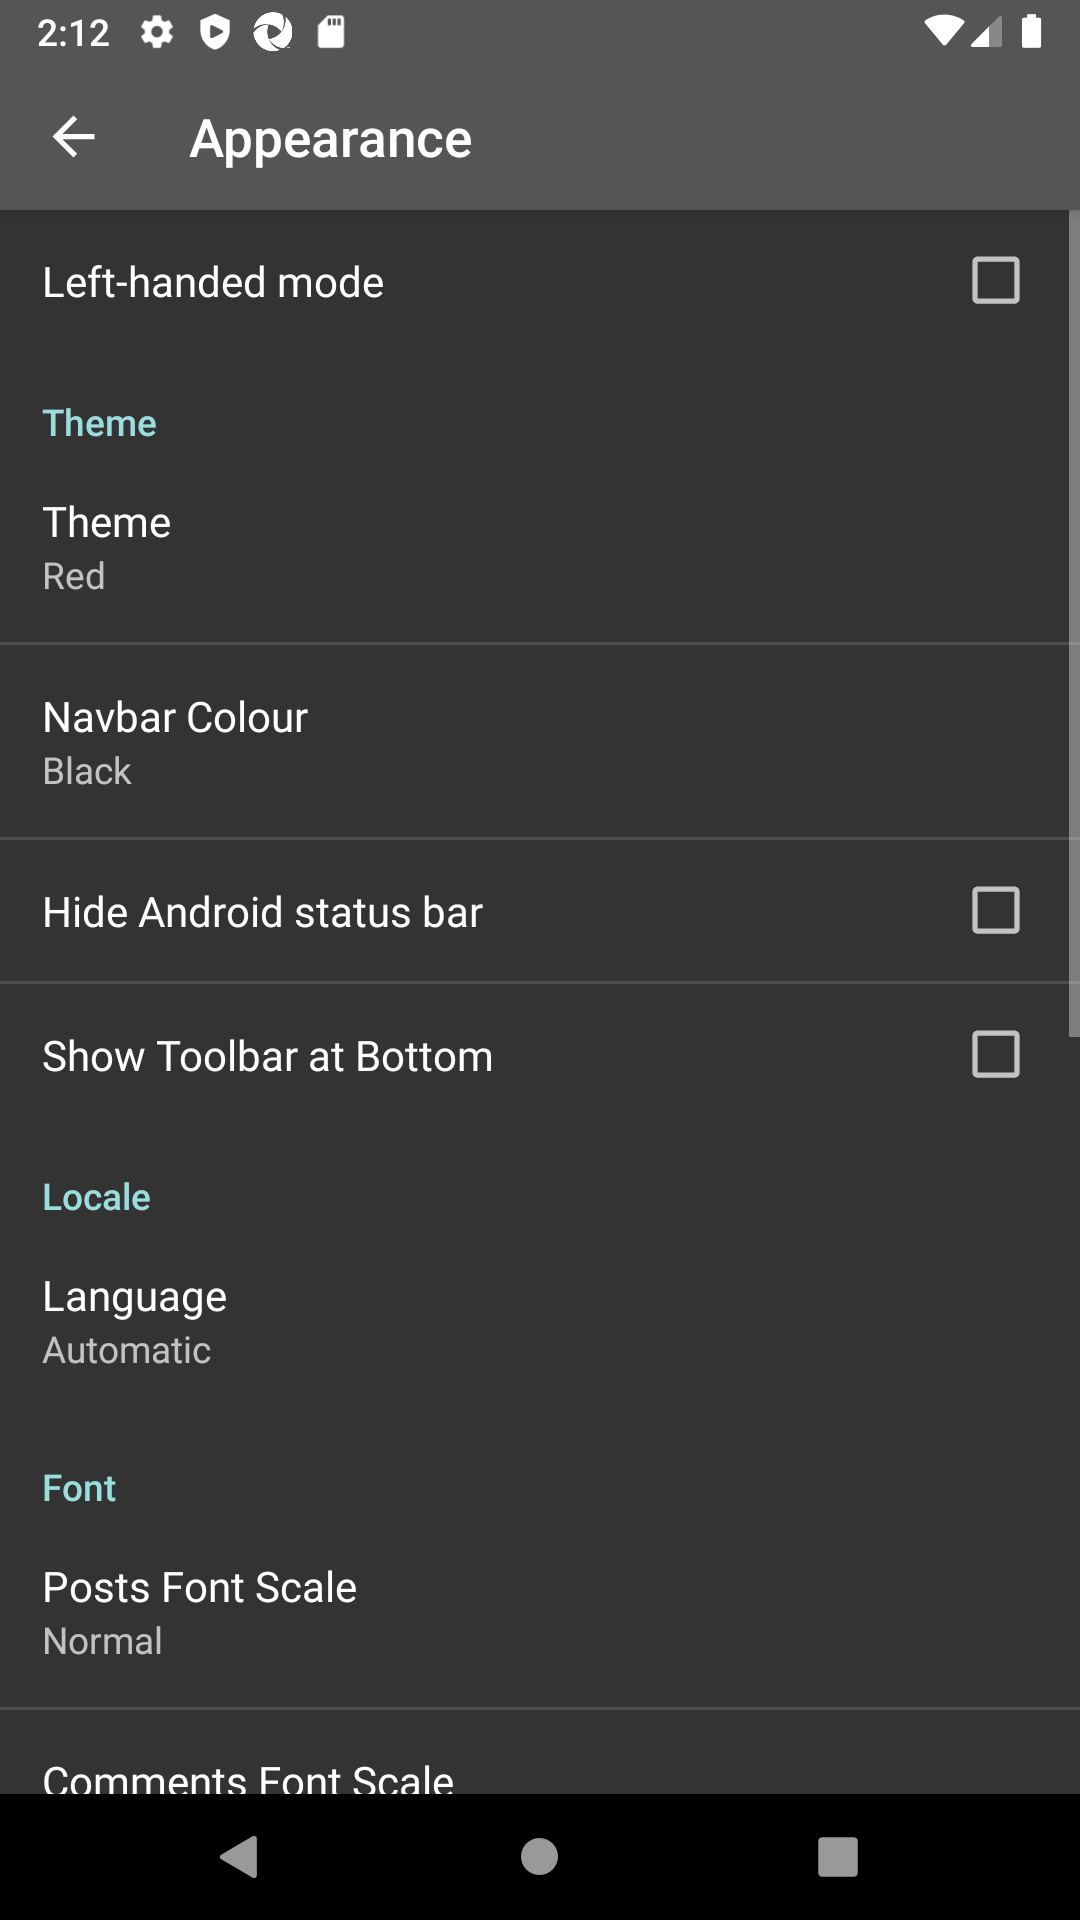 2:12
Appearance
Left-handed mode
Theme
Theme
Red
Navbar Colour
Black
Hide Android status bar
Show Toolbar at Bottom
Locale
Language
Automatic
Font
Posts Font Scale
Normal
Comments Font Scale